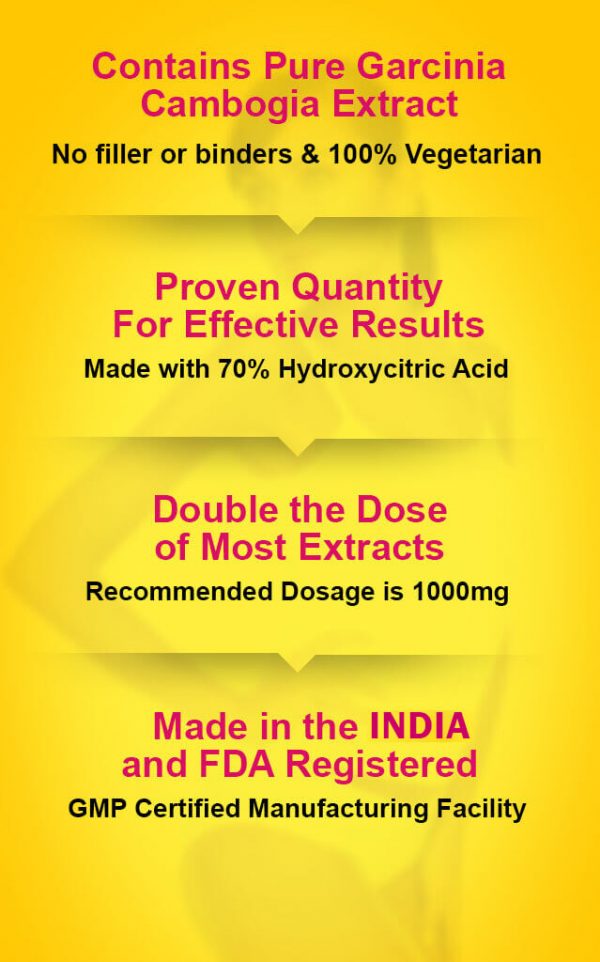 Contains Pure Garcinia
Cambogia Extract
No filler or binders & 100% Vegetarian
Proven Quantity
For Effective Results
Made with 70% Hydroxycitric Acid
Double the Dose
of Most Extracts
Recommended Dosage is 1000mg
Made in the INDIA
and FDA Registered
GMP Certified Manufacturing Facility